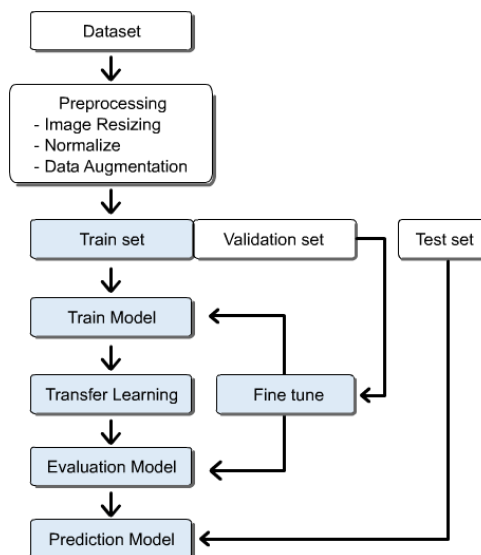 Dataset
Preprocessing
- Image Resizing
- Normalize
- Data Augmentation
Train set
Validation set
Test set
Train Model
Transfer Learning
Fine tune
Evaluation Model
Prediction Model